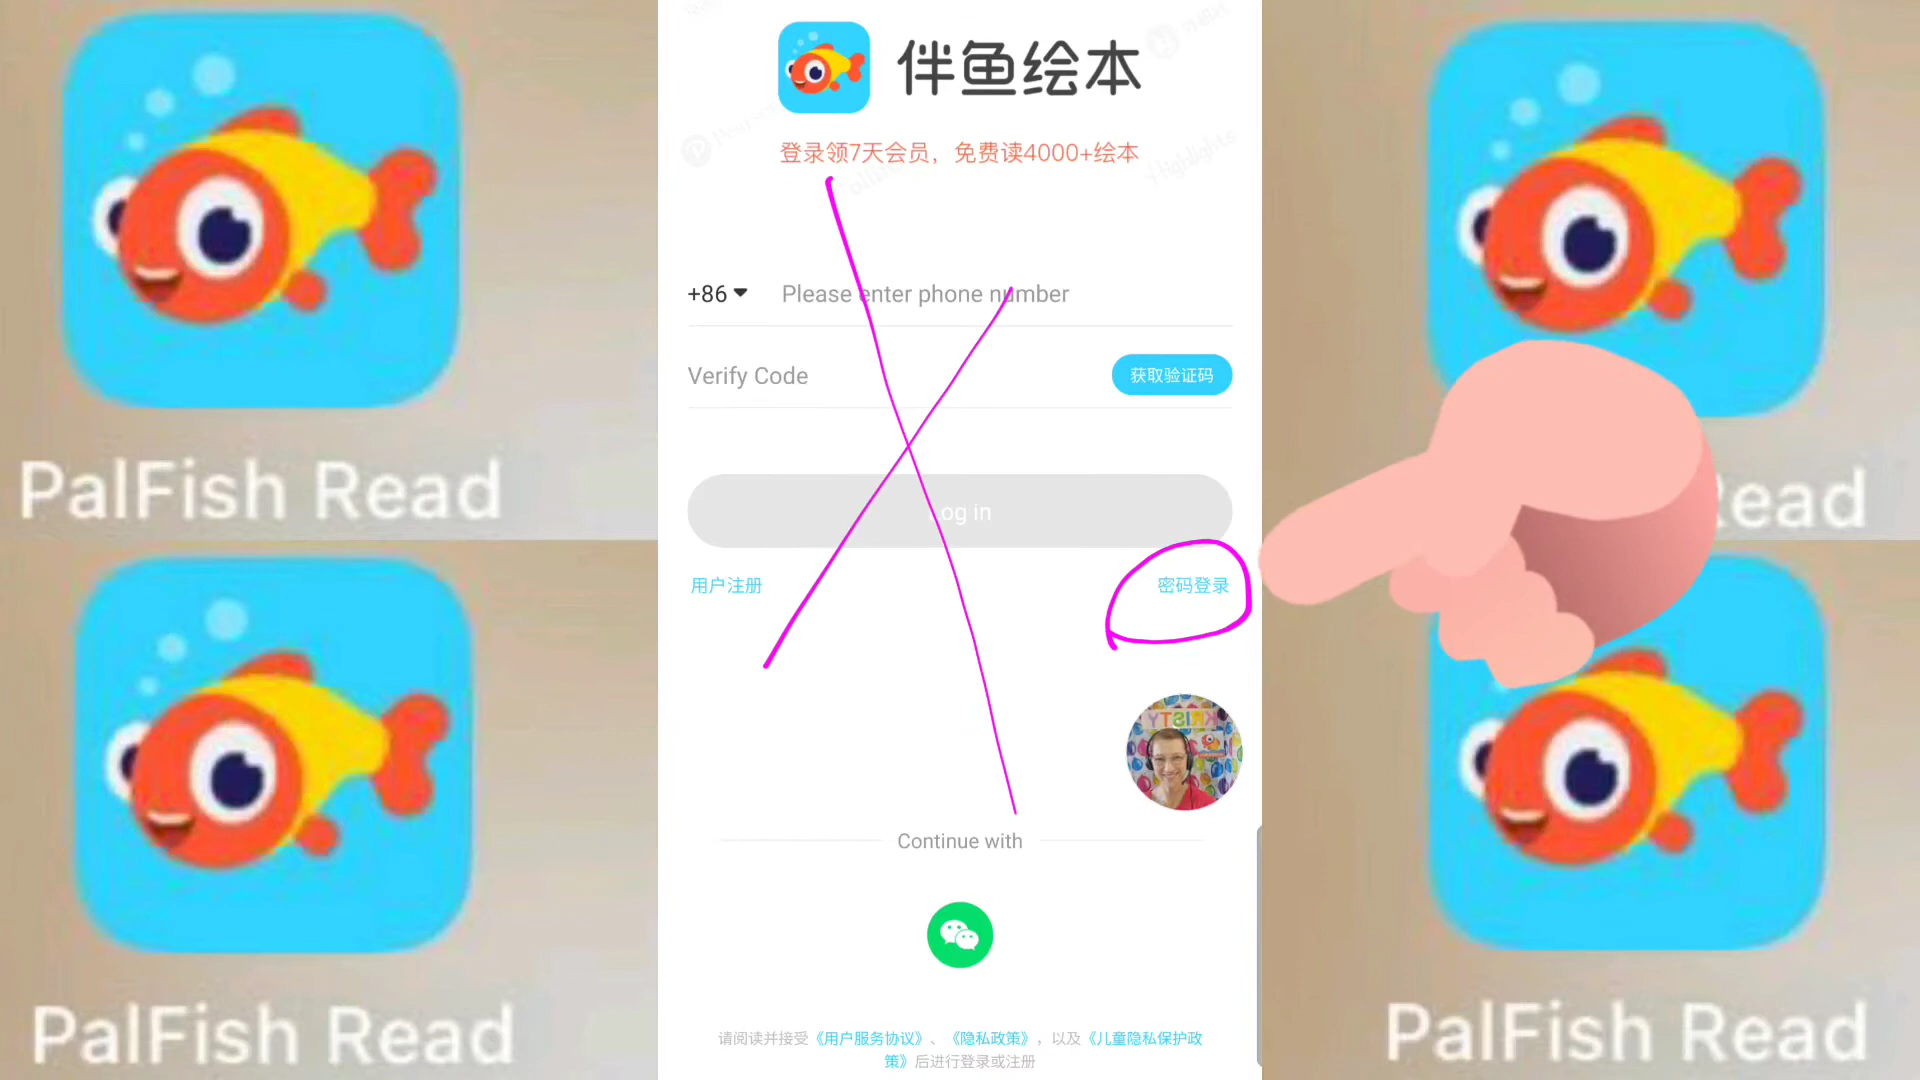 伴鱼绘本
Highlights
登录领7天会员，免费读4000+绘本
+86 Please enter phone number
Verify Code 获取验证码
Log in
用户注册 密码登录
KRISTY
Continue with
请阅读并接受《用户服务协议》、《隐私政策》，以及《儿童隐私保护政
策》后进行登录或注册
PalFish Read
Read
PalFish Read
PalFish Read